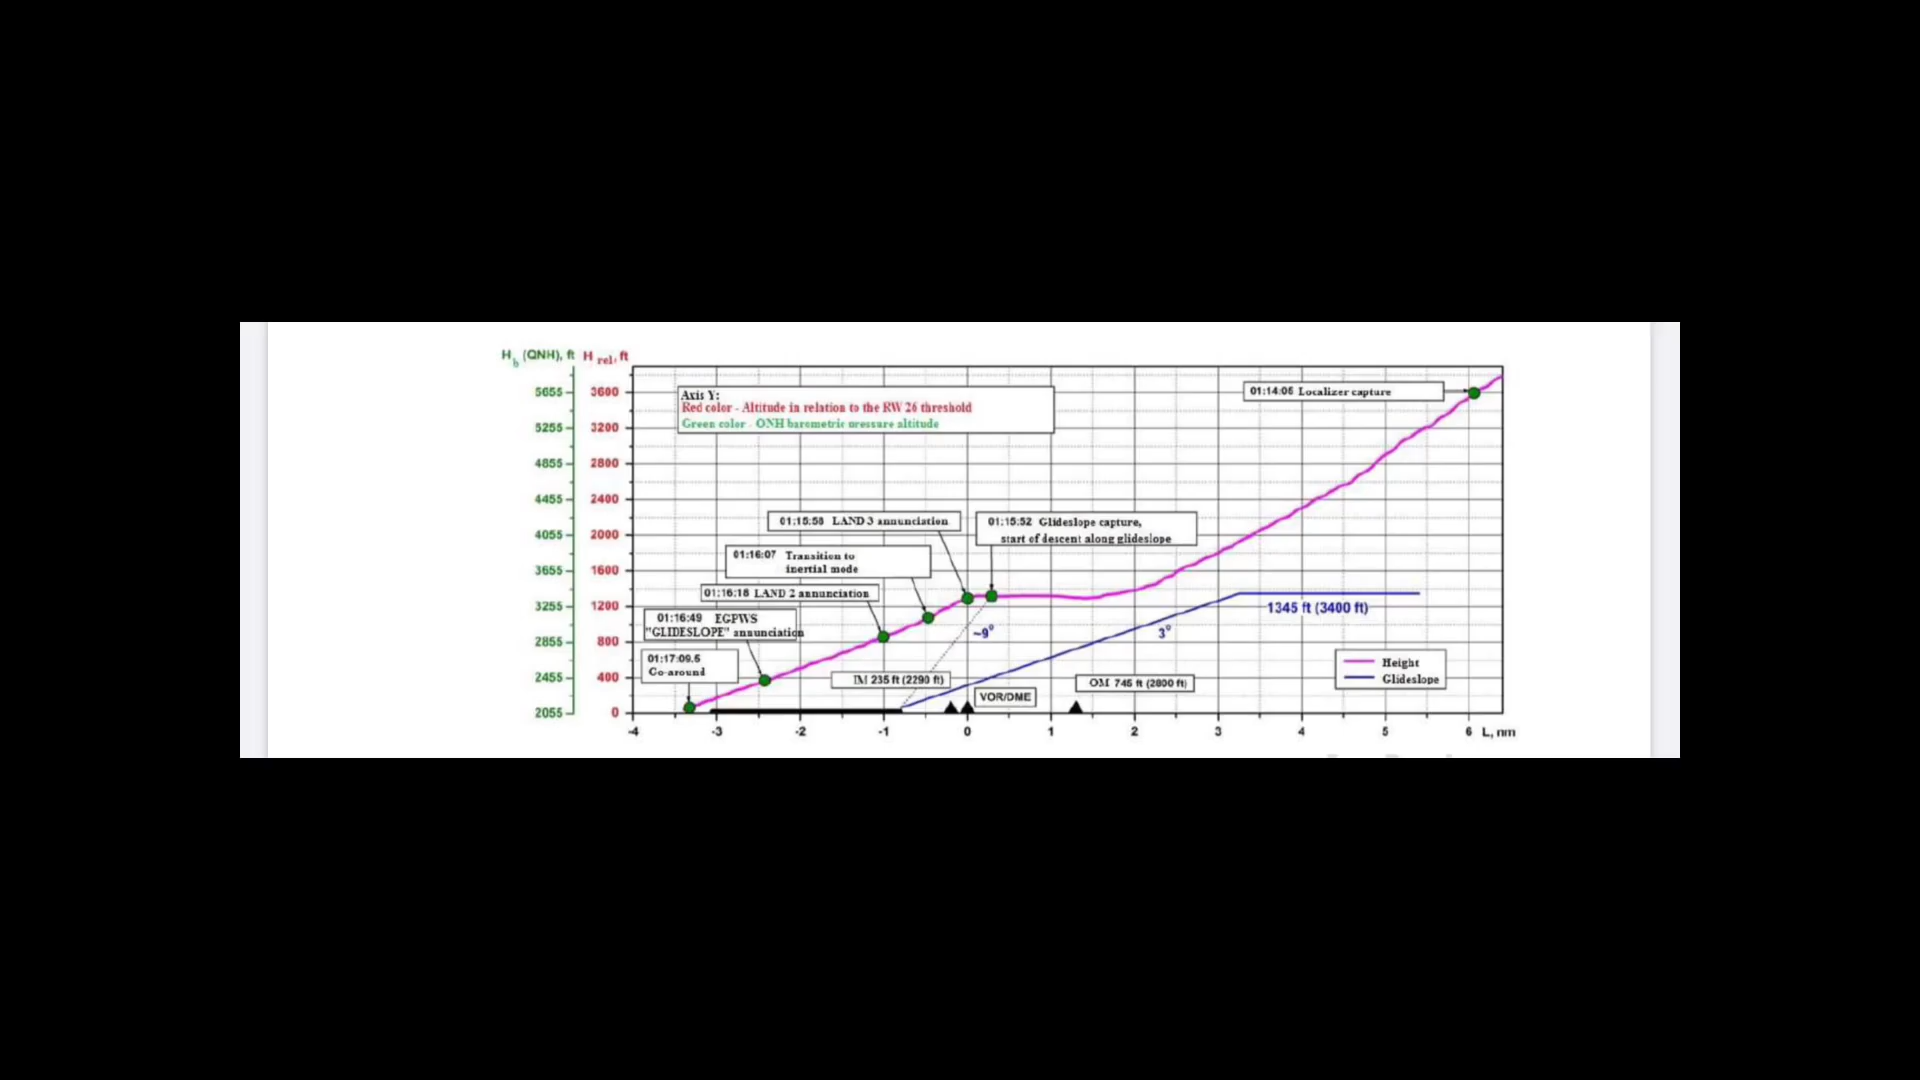 H b (QNH), ft H rel, ft
Axis Y:
Red color - Altitude in relation to the RW 26 threshold
Green color - QNH barometric pressure altitude
01:14:05 Localizer capture
5655 3600
5255 3200
4855 2800
4455 2400
4055 2000
3655 1600
3255 1200
2855 800
2455 400
2055 0
01:15:58 LAND 3 annunciation
01:15:52 Glideslope capture,
start of descent along glideslope
01:16:07 Transition to
inertial mode
01:16:18 LAND 2 annunciation
01:16:49 EGPWS
"GLIDESLOPE" annunciation
01:17:09.5
Go-around
~9°
3°
1345 ft (3400 ft)
IM 235 ft (2290 ft)
VOR/DME
OM 745 ft (2800 ft)
Height
Glideslope
-4 -3 -2 -1 0 1 2 3 4 5 6 L, nm